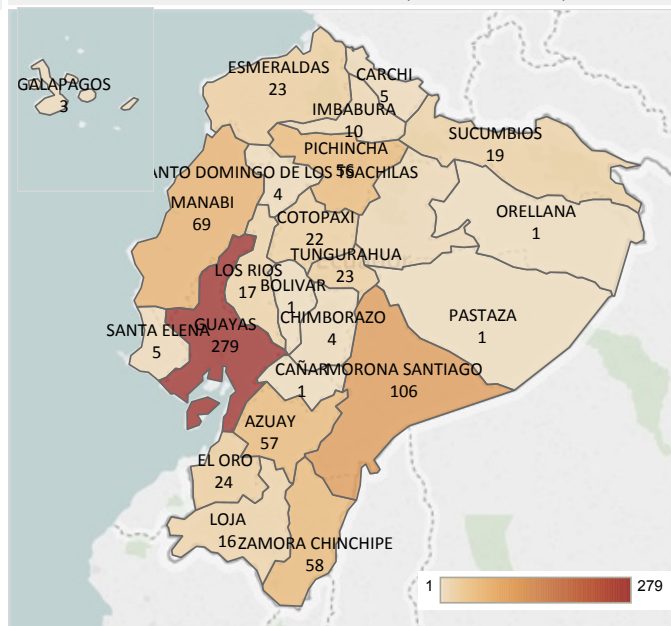 GALAPAGOS
3
ESMERALDAS
23
CARCHI
5
IMBABURA
10
SUCUMBIOS
19
PICHINCHA
56
ANTO DOMINGO DE LOS TSACHILAS
4
MANABI
69
ORELLANA
1
COTOPAXI
22
TUNGURAHUA
23
LOS RIOS
17
BOLIVAR
1
CHIMBORAZO
4
PASTAZA
1
SANTA ELENA
5
GUAYAS
279
CAÑAR
1
MORONA SANTIAGO
106
AZUAY
57
EL ORO
24
LOJA
16
ZAMORA CHINCHIPE
58
1
279